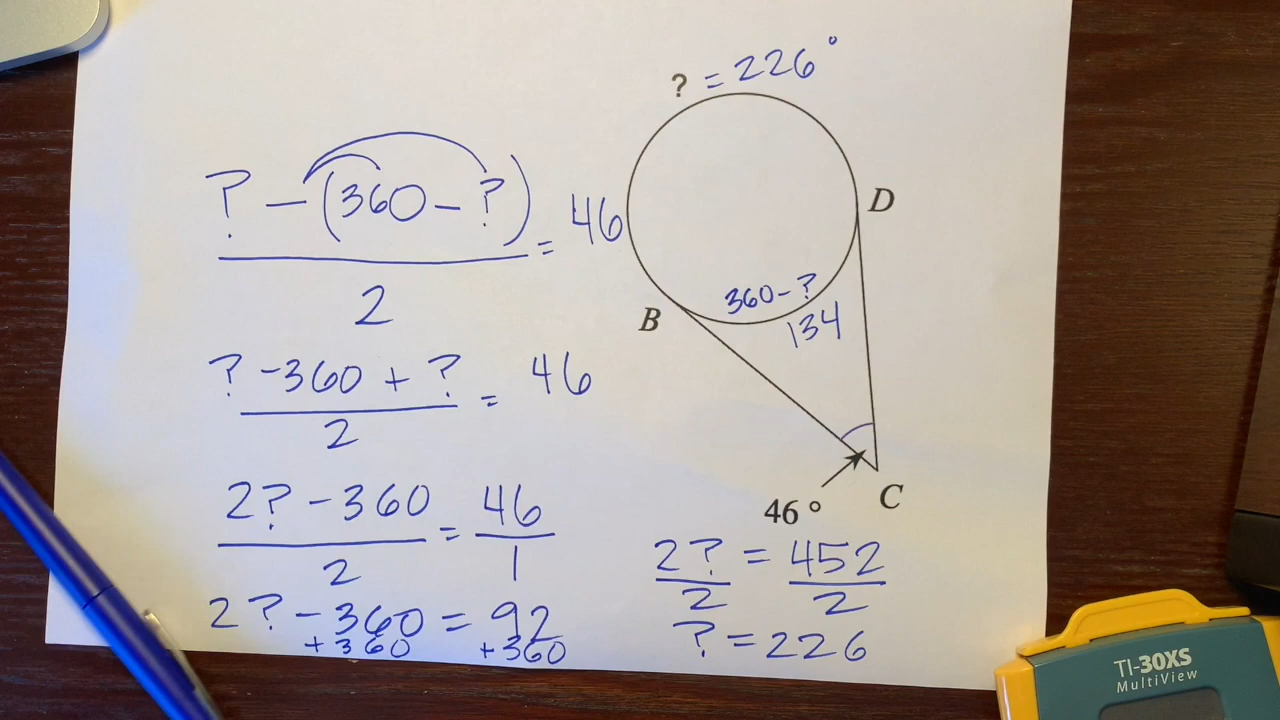 ? = 226°
? - (360 - ?) / 2 = 46
D
360 - ?
134
B
? - 360 + ? / 2 = 46
46°
C
2? - 360 / 2 = 46 / 1
2? - 360 = 92
+360 +360
2? / 2 = 452 / 2
? = 226
TI-30XS
MultiView